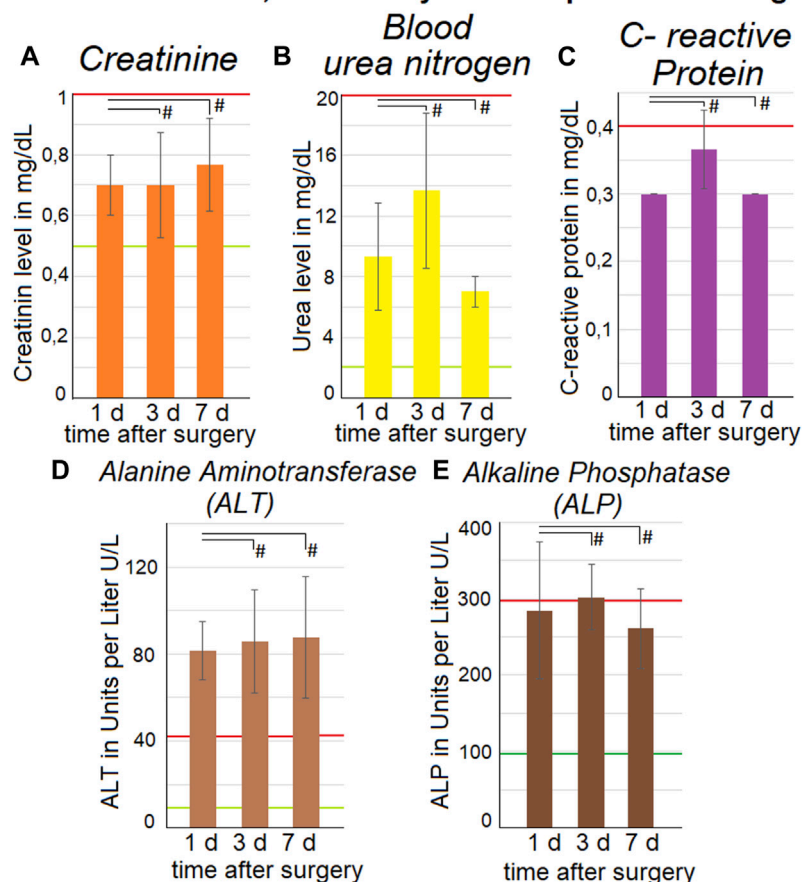 A
Creatinine
Creatinin level in mg/dL
1
0,8
0,6
0,4
0,2
0
#
#
1 d 3 d 7 d
time after surgery
B
Blood
urea nitrogen
Urea level in mg/dL
20
16
12
8
4
0
#
#
1 d 3 d 7 d
time after surgery
C
C- reactive
Protein
C-reactive protein in mg/dL
0,4
0,3
0,2
0,1
0
#
#
1 d 3 d 7 d
time after surgery
D
Alanine Aminotransferase
(ALT)
ALT in Units per Liter U/L
120
80
40
0
#
#
1 d 3 d 7 d
time after surgery
E
Alkaline Phosphatase
(ALP)
ALP in Units per Liter U/L
400
300
200
100
0
#
#
1 d 3 d 7 d
time after surgery